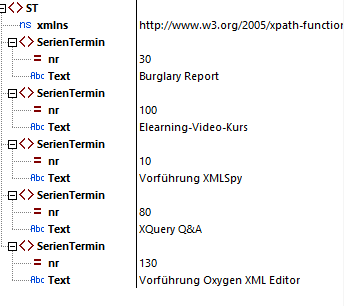 ST
ns xmlns http://www.w3.org/2005/xpath-function
SerienTermin
= nr 30
Abc Text Burglary Report
SerienTermin
= nr 100
Abc Text Elearning-Video-Kurs
SerienTermin
= nr 10
Abc Text Vorführung XMLSpy
SerienTermin
= nr 80
Abc Text XQuery Q&A
SerienTermin
= nr 130
Abc Text Vorführung Oxygen XML Editor